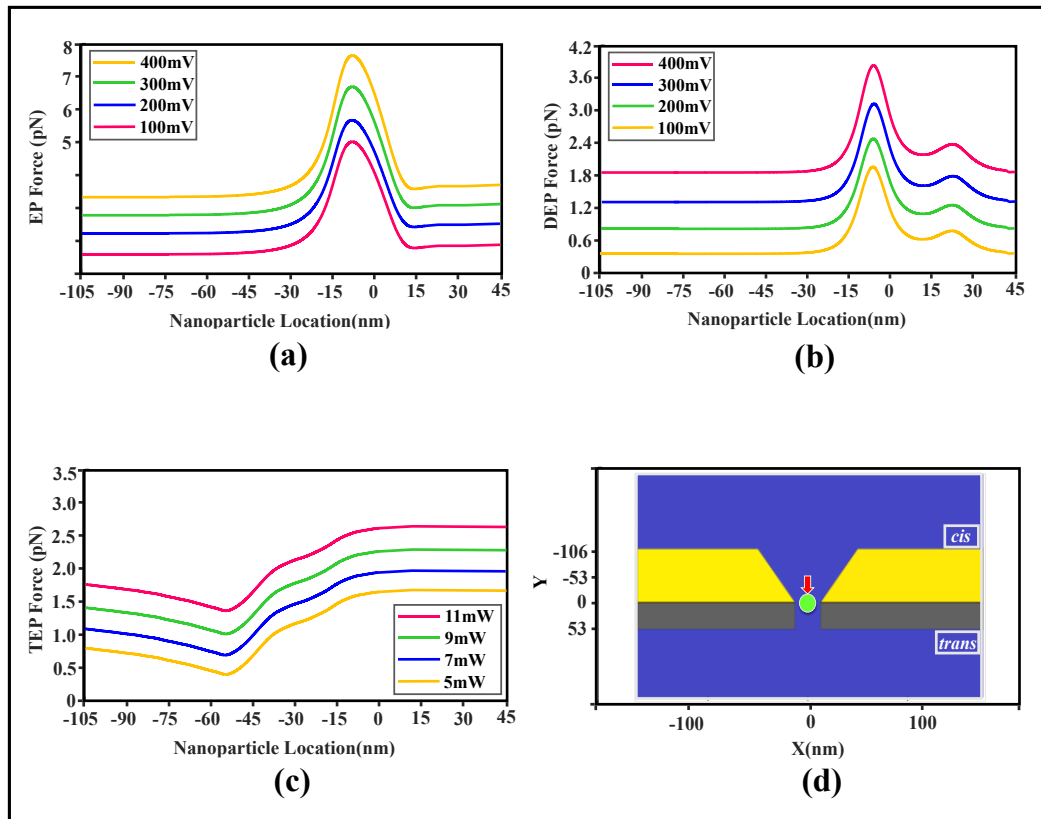 8
7
6
5
EP Force (pN)
400mV
300mV
200mV
100mV
-105 -90 -75 -60 -45 -30 -15 0 15 30 45
Nanoparticle Location(nm)
(a)
4.2
3.6
3.0
2.4
1.8
1.2
0.6
0
DEP Force (pN)
400mV
300mV
200mV
100mV
-105 -90 -75 -60 -45 -30 -15 0 15 30 45
Nanoparticle Location(nm)
(b)
3.5
3.0
2.5
2.0
1.5
1.0
0.5
0
TEP Force (pN)
11mW
9mW
7mW
5mW
-105 -90 -75 -60 -45 -30 -15 0 15 30 45
Nanoparticle Location(nm)
(c)
-106
-53
0
53
Y
cis
trans
-100 0 100
X(nm)
(d)